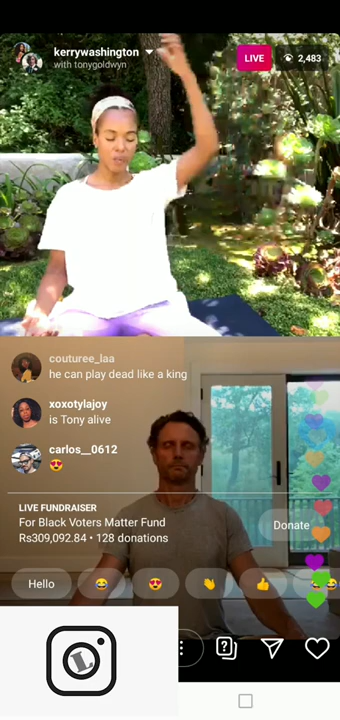 kerrywashington
with tonygoldwyn
LIVE
2,483
couturee_laa
he can play dead like a king
xoxotylajoy
is Tony alive
carlos__0612
😍
LIVE FUNDRAISER
For Black Voters Matter Fund
Rs309,092.84 • 128 donations
Donate
Hello 😂 😍 👏 👍
L